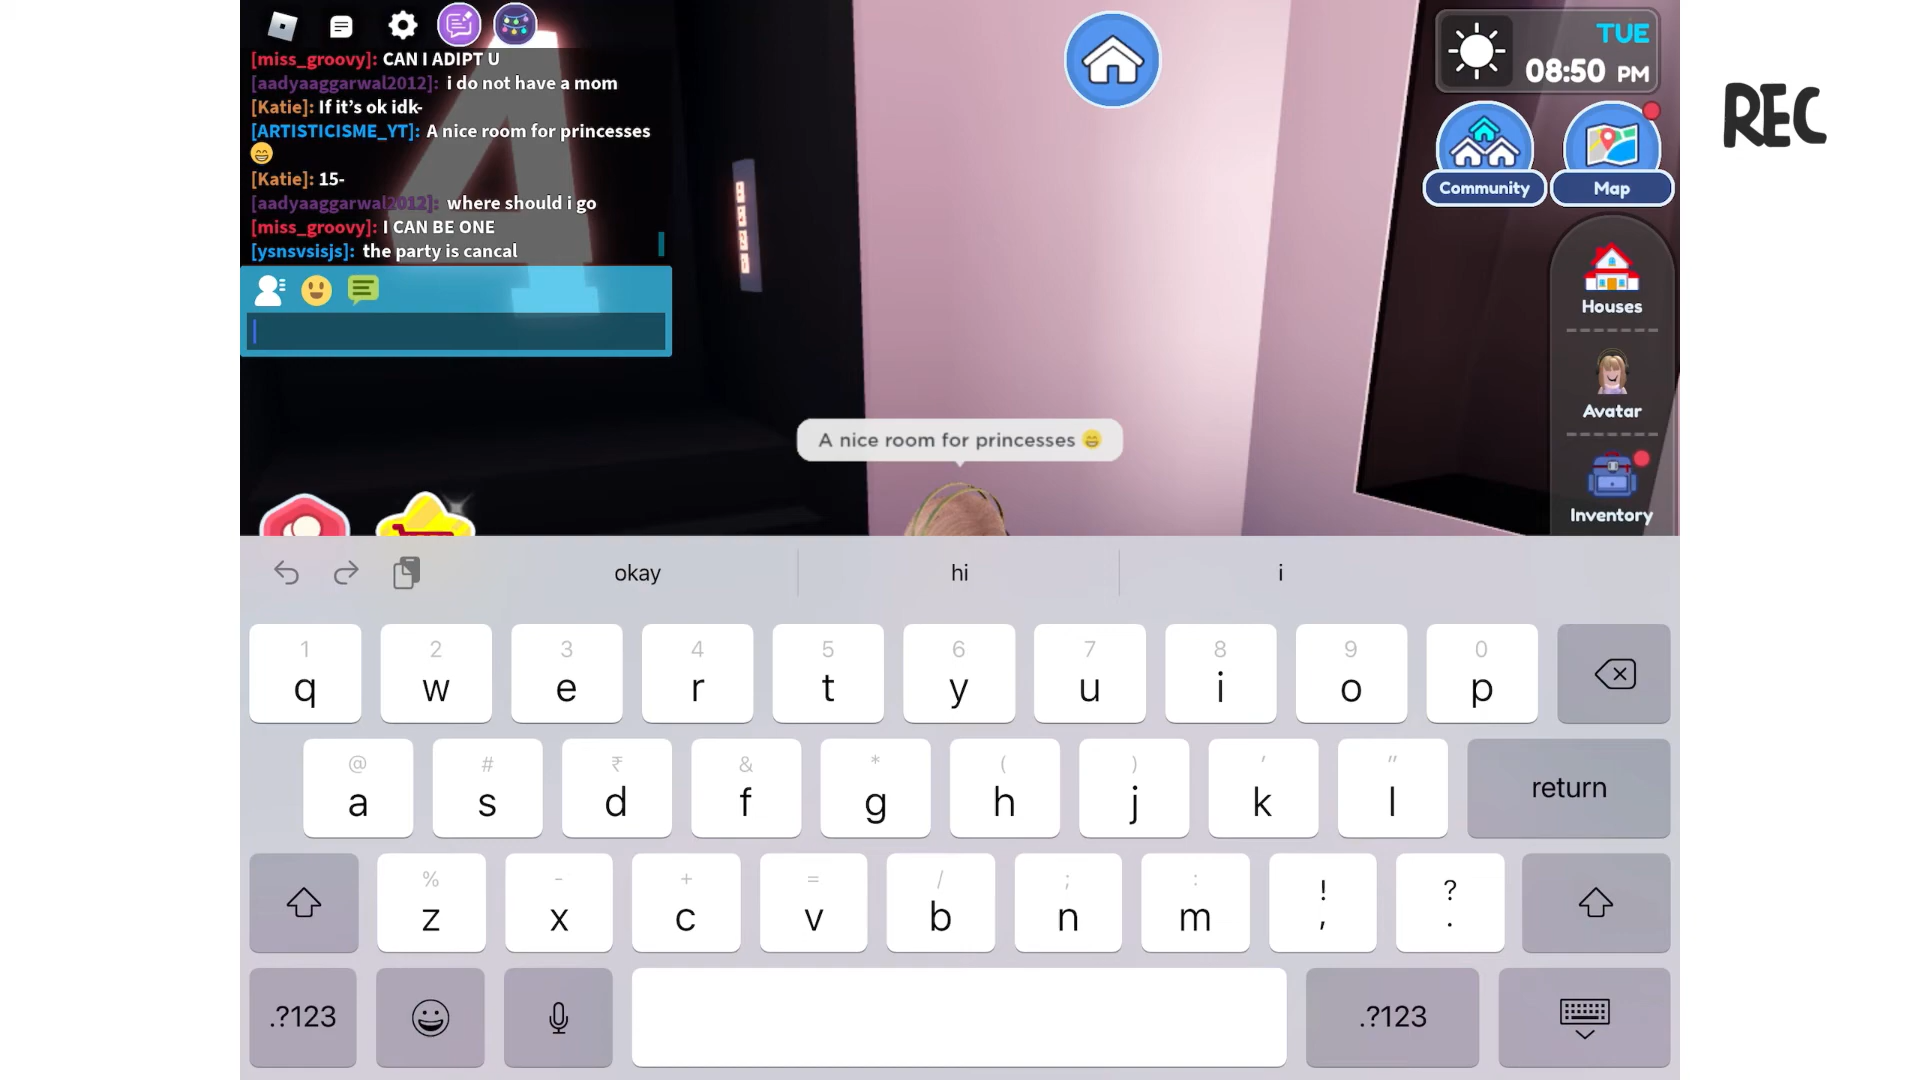 [miss_groovy]: CAN I ADIPT U
[aadyaaggarwal2012]: i do not have a mom
[Katie]: If it’s ok idk-
[ARTISTICISME_YT]: A nice room for princesses
😄
[Katie]: 15-
[aadyaaggarwal2012]: where should i go
[miss_groovy]: I CAN BE ONE
[ysnsvsisjs]: the party is cancal
TUE
08:50 PM
REC
Community
Map
Houses
Avatar
Inventory
A nice room for princesses 😄
okay hi i
1 2 3 4 5 6 7 8 9 0
q w e r t y u i o p
@ # ₹ & * ( ) ' "
a s d f g h j k l return
% - + = / ; : ! ?
z x c v b n m , .
.?123 .?123